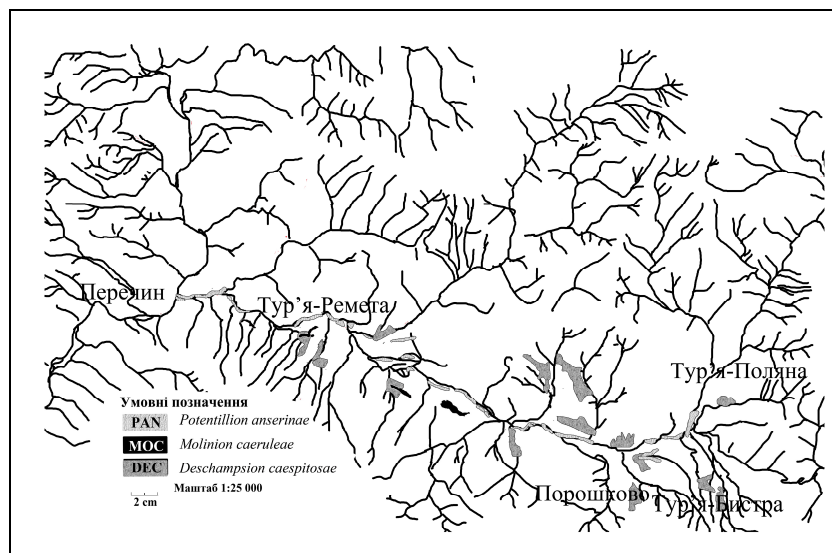 Перечин
Тур’я-Ремета
Тур’я-Поляна
Умовні позначення
PAN Potentillion anserinae
MOC Molinion caeruleae
DEC Deschampsion caespitosae
Маштаб 1:25 000
2 cm
Порошково
Тур’я-Бистра